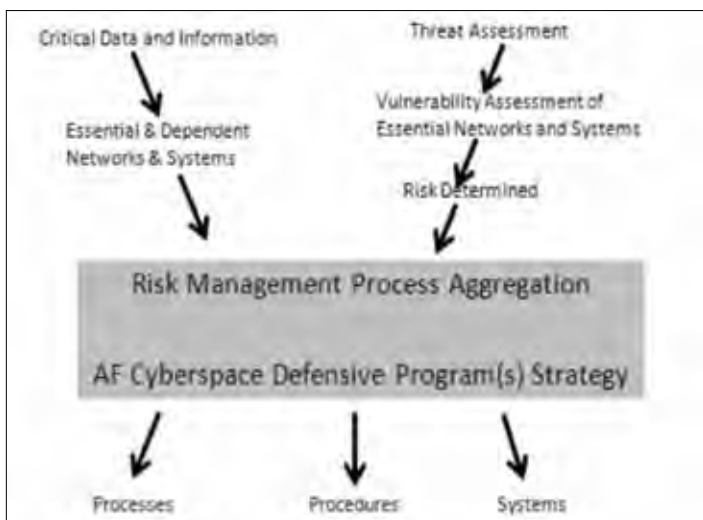 Critical Data and Information
Essential & Dependent
Networks & Systems
Threat Assessment
Vulnerability Assessment of
Essential Networks and Systems
Risk Determined
Risk Management Process Aggregation
AF Cyberspace Defensive Program(s) Strategy
Processes
Procedures
Systems